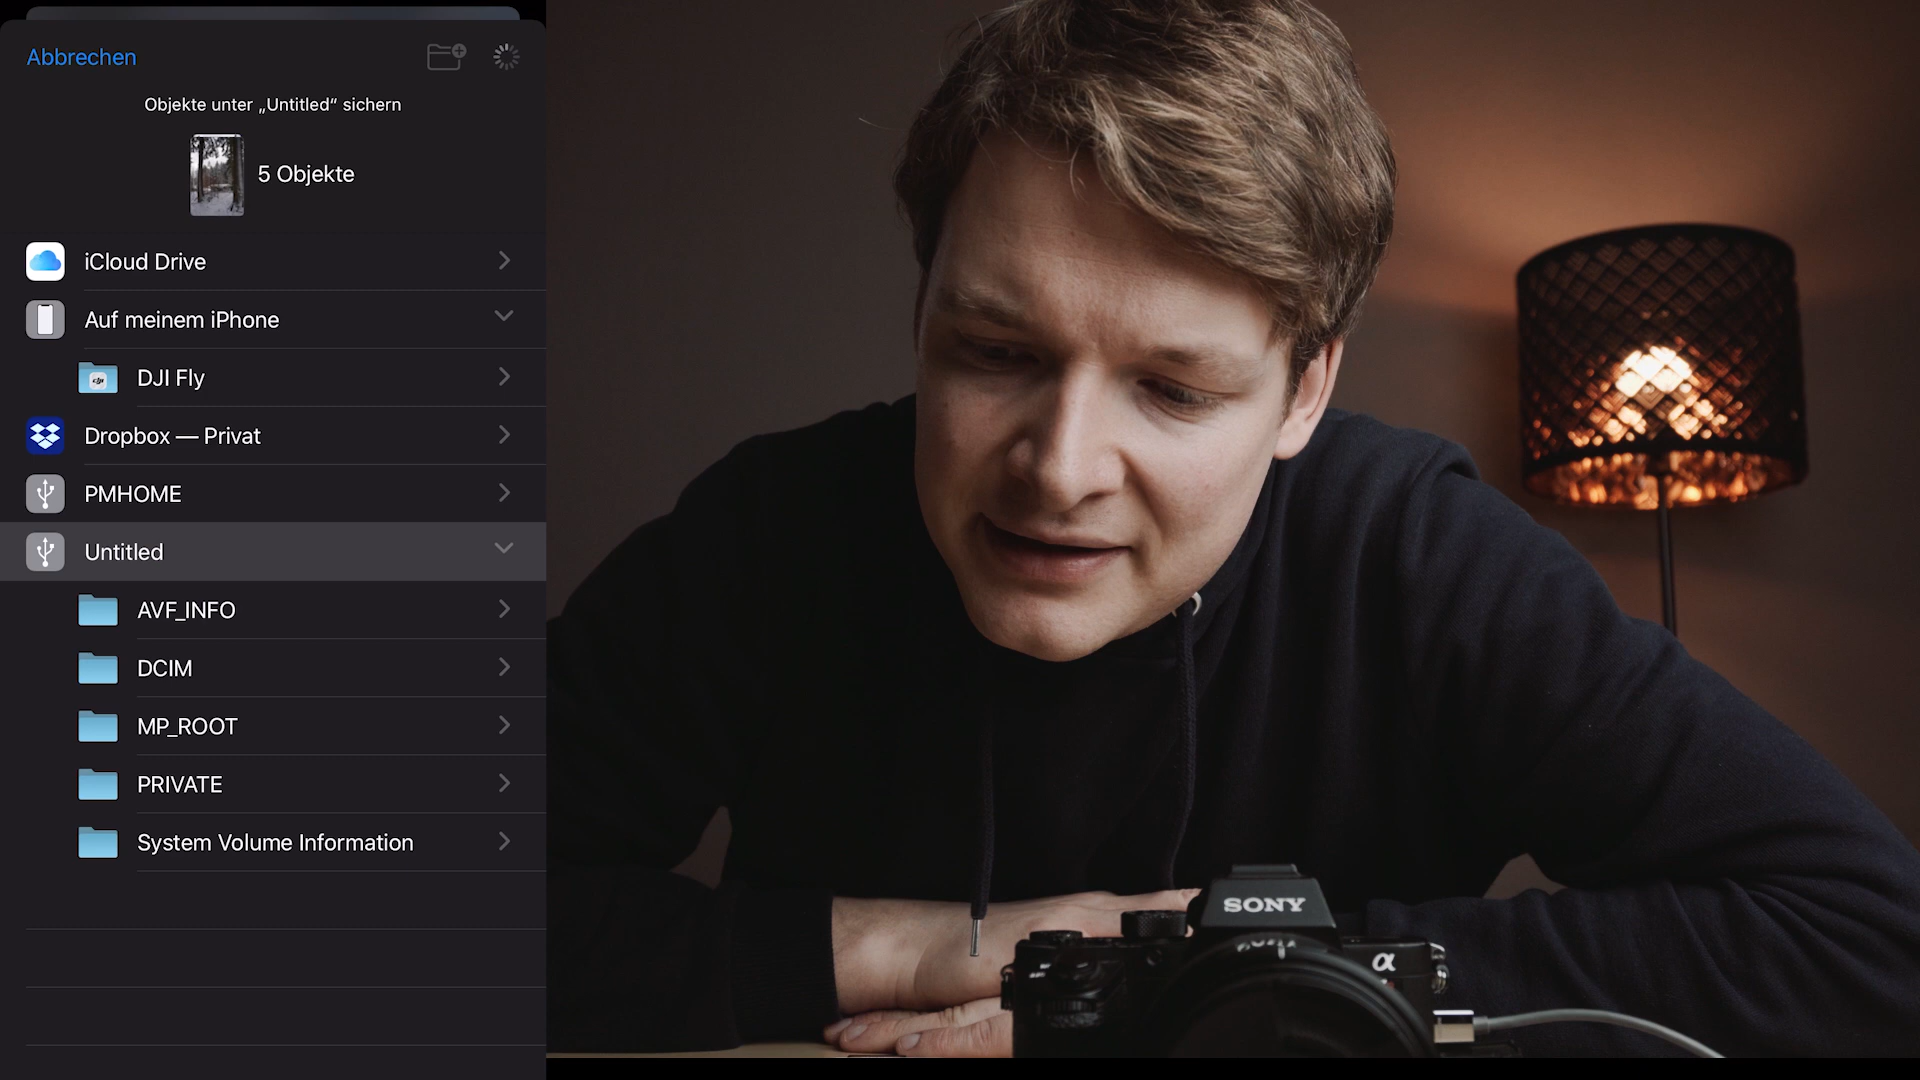 Abbrechen
Objekte unter „Untitled“ sichern
5 Objekte
iCloud Drive
Auf meinem iPhone
DJI Fly
Dropbox — Privat
PMHOME
Untitled
AVF_INFO
DCIM
MP_ROOT
PRIVATE
System Volume Information
SONY
α